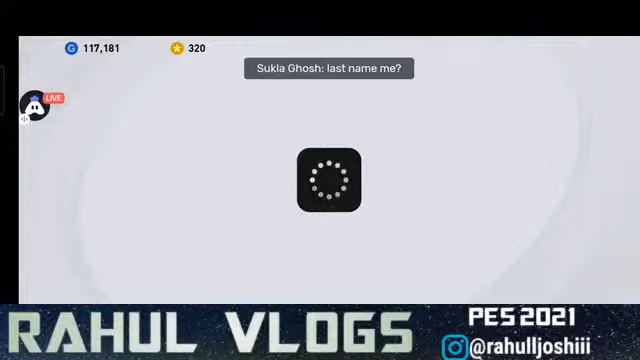 G 117,181 320
Sukla Ghosh: last name me?
LIVE
RAHUL VLOGS
PES 2021
@rahulljoshiii